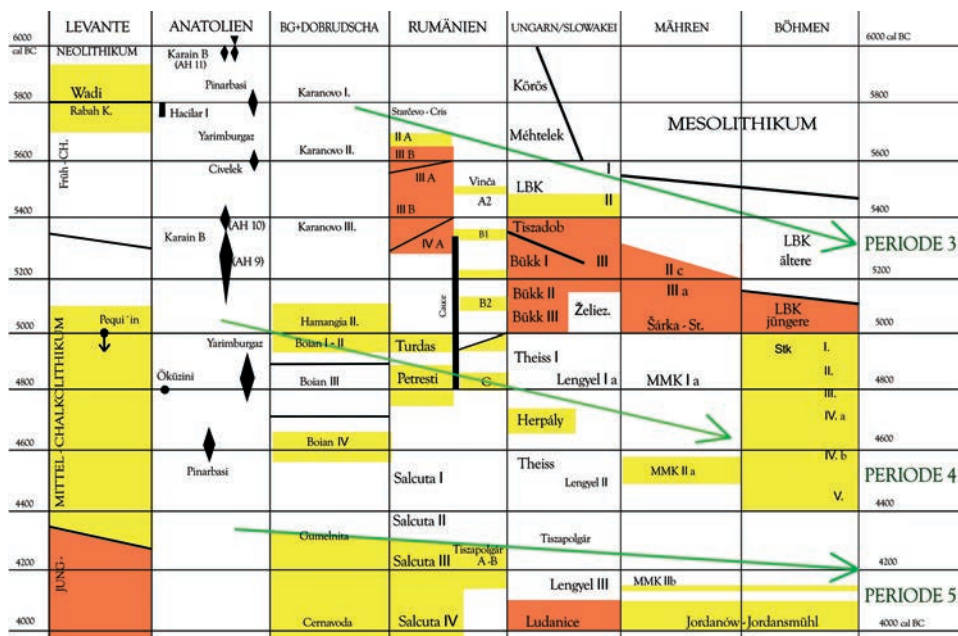 LEVANTE ANATOLIEN BG+DOBRUDSCHA RUMÄNIEN UNGARN/SLOWAKEI MÄHREN BÖHMEN
6000 cal BC NEOLITHIKUM Karain B (AH 11) 6000 cal BC
Körös
Wadi Pinarbasi Karanovo I.
5800 5800
Rabah K. Hacilar I Starčevo-Cris Méhtelek MESOLITHIKUM
Yarimburgaz II A
Früh-CH. Karanovo II. III B
5600 Civelek I 5600
III A Vinča LBK
III B A2 II
5400 (AH 10) 5400
Karain B Karanovo III. Tiszadob LBK PERIODE 3
(AH 9) IV A B1 Bükk I III II c ältere
5200 5200
Cauce B2 Bükk II III a LBK
Hamangia II. Bükk III Želiez. Šárka-St. jüngere
5000 5000
Pequi´in Boian I-II Turdas Stk I.
MITTEL-CHALKOLITHIKUM Yarimburgaz Theiss I
Öküzini Boian III Petresti C Lengyel I a MMK I a II.
4800 4800
III.
Herpály IV. a
Boian IV
4600 4600
Pinarbasi Theiss IV. b
Salcuta I Lengyel II MMK II a PERIODE 4
V.
4400 4400
Salcuta II
Gumelnita Tiszapolgár Tiszapolgár
Salcuta III A-B
4200 4200
JUNG- Lengyel III MMK IIb PERIODE 5
Cernavoda Salcuta IV Ludanice Jordanów-Jordansmühl
4000 4000 cal BC